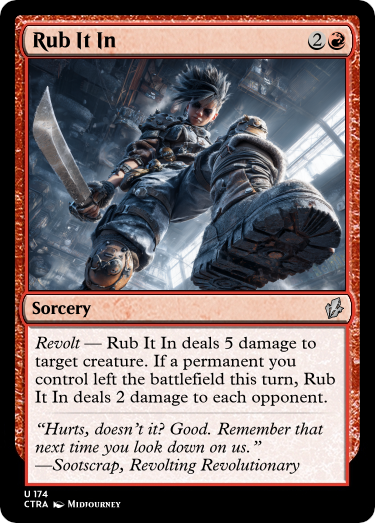 Rub It In 2
Sorcery
Revolt — Rub It In deals 5 damage to
target creature. If a permanent you
control left the battlefield this turn, Rub
It In deals 2 damage to each opponent.
“Hurts, doesn’t it? Good. Remember that
next time you look down on us.”
—Sootscrap, Revolting Revolutionary
U 174
CTRA Midjourney